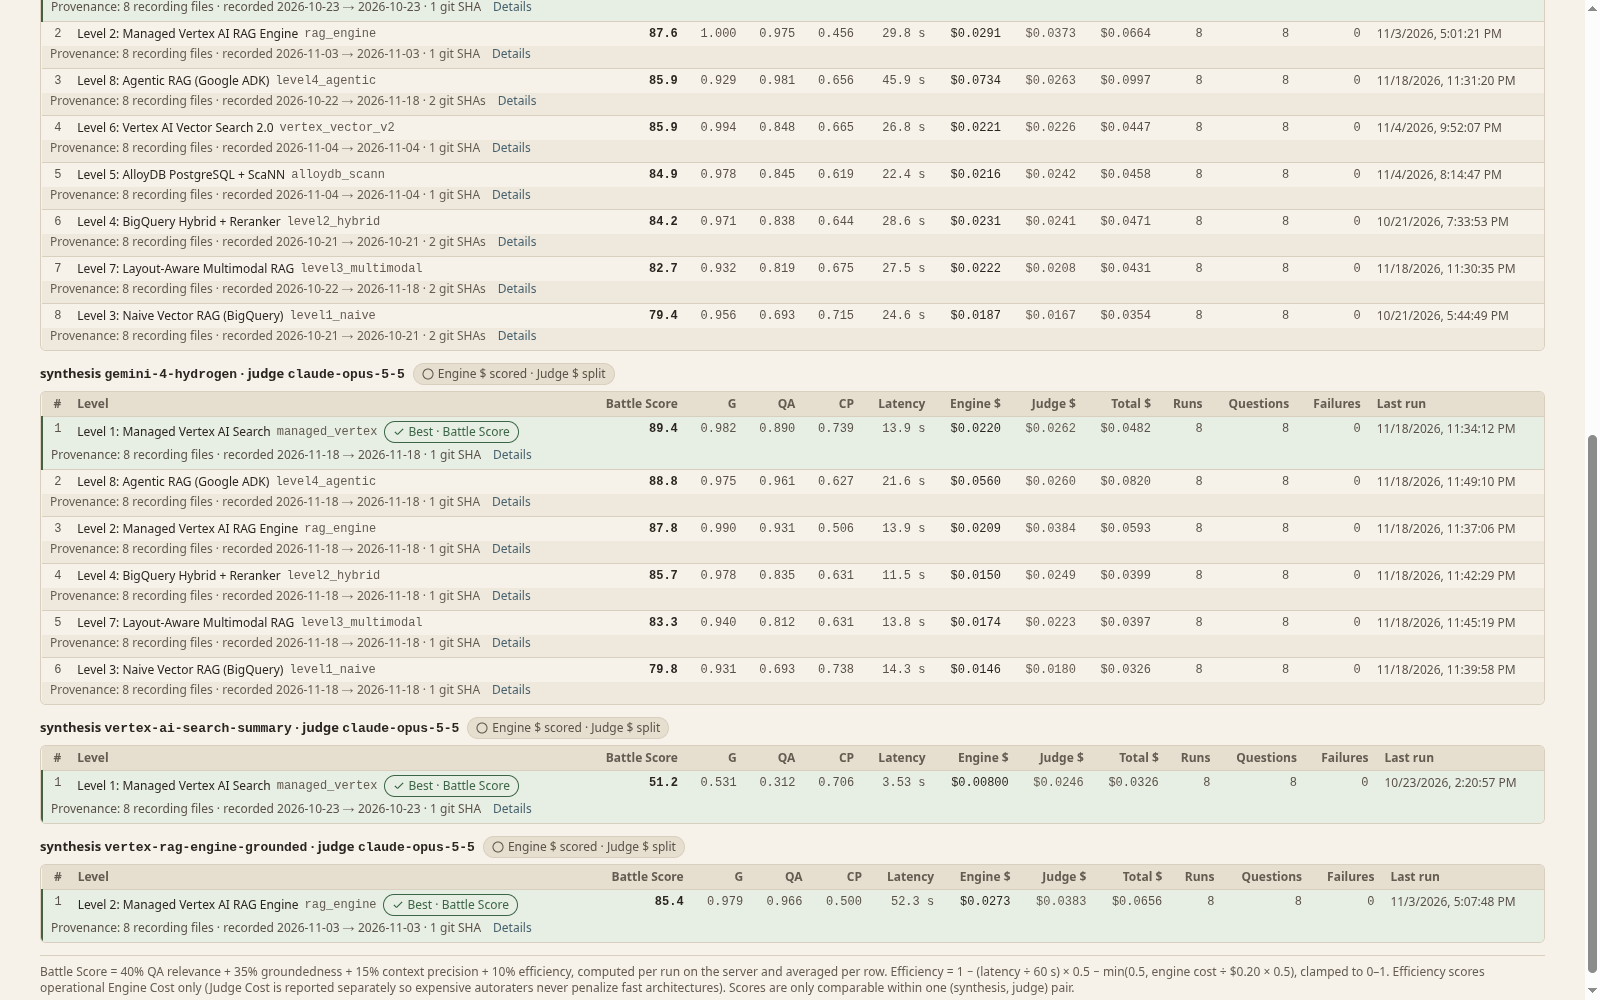 Provenance: 8 recording files · recorded 2026-10-23 → 2026-10-23 · 1 git SHA Details
2 Level 2: Managed Vertex AI RAG Engine rag_engine 87.6 1.000 0.975 0.456 29.8 s $0.0291 $0.0373 $0.0664 8 8 0 11/3/2026, 5:01:21 PM
Provenance: 8 recording files · recorded 2026-11-03 → 2026-11-03 · 1 git SHA Details
3 Level 8: Agentic RAG (Google ADK) level4_agentic 85.9 0.929 0.981 0.656 45.9 s $0.0734 $0.0263 $0.0997 8 8 0 11/18/2026, 11:31:20 PM
Provenance: 8 recording files · recorded 2026-10-22 → 2026-11-18 · 2 git SHAs Details
4 Level 6: Vertex AI Vector Search 2.0 vertex_vector_v2 85.9 0.994 0.848 0.665 26.8 s $0.0221 $0.0226 $0.0447 8 8 0 11/4/2026, 9:52:07 PM
Provenance: 8 recording files · recorded 2026-11-04 → 2026-11-04 · 1 git SHA Details
5 Level 5: AlloyDB PostgreSQL + ScaNN alloydb_scann 84.9 0.978 0.845 0.619 22.4 s $0.0216 $0.0242 $0.0458 8 8 0 11/4/2026, 8:14:47 PM
Provenance: 8 recording files · recorded 2026-11-04 → 2026-11-04 · 1 git SHA Details
6 Level 4: BigQuery Hybrid + Reranker level2_hybrid 84.2 0.971 0.838 0.644 28.6 s $0.0231 $0.0241 $0.0471 8 8 0 10/21/2026, 7:33:53 PM
Provenance: 8 recording files · recorded 2026-10-21 → 2026-10-21 · 2 git SHAs Details
7 Level 7: Layout-Aware Multimodal RAG level3_multimodal 82.7 0.932 0.819 0.675 27.5 s $0.0222 $0.0208 $0.0431 8 8 0 11/18/2026, 11:30:35 PM
Provenance: 8 recording files · recorded 2026-10-22 → 2026-11-18 · 2 git SHAs Details
8 Level 3: Naive Vector RAG (BigQuery) level1_naive 79.4 0.956 0.693 0.715 24.6 s $0.0187 $0.0167 $0.0354 8 8 0 10/21/2026, 5:44:49 PM
Provenance: 8 recording files · recorded 2026-10-21 → 2026-10-21 · 2 git SHAs Details
synthesis gemini-4-hydrogen · judge claude-opus-5-5 Engine $ scored · Judge $ split
# Level Battle Score G QA CP Latency Engine $ Judge $ Total $ Runs Questions Failures Last run
1 Level 1: Managed Vertex AI Search managed_vertex ✓ Best · Battle Score 89.4 0.982 0.890 0.739 13.9 s $0.0220 $0.0262 $0.0482 8 8 0 11/18/2026, 11:34:12 PM
Provenance: 8 recording files · recorded 2026-11-18 → 2026-11-18 · 1 git SHA Details
2 Level 8: Agentic RAG (Google ADK) level4_agentic 88.8 0.975 0.961 0.627 21.6 s $0.0560 $0.0260 $0.0820 8 8 0 11/18/2026, 11:49:10 PM
Provenance: 8 recording files · recorded 2026-11-18 → 2026-11-18 · 1 git SHA Details
3 Level 2: Managed Vertex AI RAG Engine rag_engine 87.8 0.990 0.931 0.506 13.9 s $0.0209 $0.0384 $0.0593 8 8 0 11/18/2026, 11:37:06 PM
Provenance: 8 recording files · recorded 2026-11-18 → 2026-11-18 · 1 git SHA Details
4 Level 4: BigQuery Hybrid + Reranker level2_hybrid 85.7 0.978 0.835 0.631 11.5 s $0.0150 $0.0249 $0.0399 8 8 0 11/18/2026, 11:42:29 PM
Provenance: 8 recording files · recorded 2026-11-18 → 2026-11-18 · 1 git SHA Details
5 Level 7: Layout-Aware Multimodal RAG level3_multimodal 83.3 0.940 0.812 0.631 13.8 s $0.0174 $0.0223 $0.0397 8 8 0 11/18/2026, 11:45:19 PM
Provenance: 8 recording files · recorded 2026-11-18 → 2026-11-18 · 1 git SHA Details
6 Level 3: Naive Vector RAG (BigQuery) level1_naive 79.8 0.931 0.693 0.738 14.3 s $0.0146 $0.0180 $0.0326 8 8 0 11/18/2026, 11:39:58 PM
Provenance: 8 recording files · recorded 2026-11-18 → 2026-11-18 · 1 git SHA Details
synthesis vertex-ai-search-summary · judge claude-opus-5-5 Engine $ scored · Judge $ split
# Level Battle Score G QA CP Latency Engine $ Judge $ Total $ Runs Questions Failures Last run
1 Level 1: Managed Vertex AI Search managed_vertex ✓ Best · Battle Score 51.2 0.531 0.312 0.706 3.53 s $0.00800 $0.0246 $0.0326 8 8 0 10/23/2026, 2:20:57 PM
Provenance: 8 recording files · recorded 2026-10-23 → 2026-10-23 · 1 git SHA Details
synthesis vertex-rag-engine-grounded · judge claude-opus-5-5 Engine $ scored · Judge $ split
# Level Battle Score G QA CP Latency Engine $ Judge $ Total $ Runs Questions Failures Last run
1 Level 2: Managed Vertex AI RAG Engine rag_engine ✓ Best · Battle Score 85.4 0.979 0.966 0.500 52.3 s $0.0273 $0.0383 $0.0656 8 8 0 11/3/2026, 5:07:48 PM
Provenance: 8 recording files · recorded 2026-11-03 → 2026-11-03 · 1 git SHA Details
Battle Score = 40% QA relevance + 35% groundedness + 15% context precision + 10% efficiency, computed per run on the server and averaged per row. Efficiency = 1 − (latency ÷ 60 s) × 0.5 − min(0.5, engine cost ÷ $0.20 × 0.5), clamped to 0–1. Efficiency scores
operational Engine Cost only (Judge Cost is reported separately so expensive autoraters never penalize fast architectures). Scores are only comparable within one (synthesis, judge) pair.